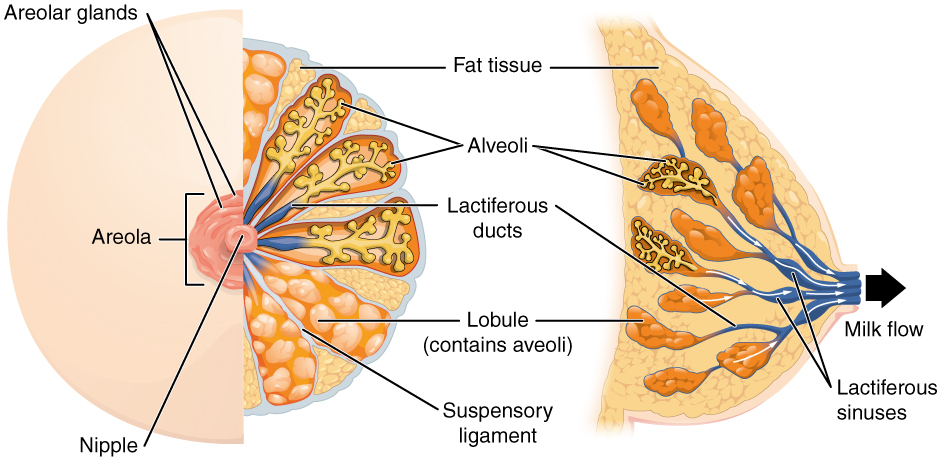 Areolar glands
Fat tissue
Alveoli
Lactiferous
ducts
Areola
Lobule
(contains aveoli)
Milk flow
Lactiferous
sinuses
Suspensory
ligament
Nipple